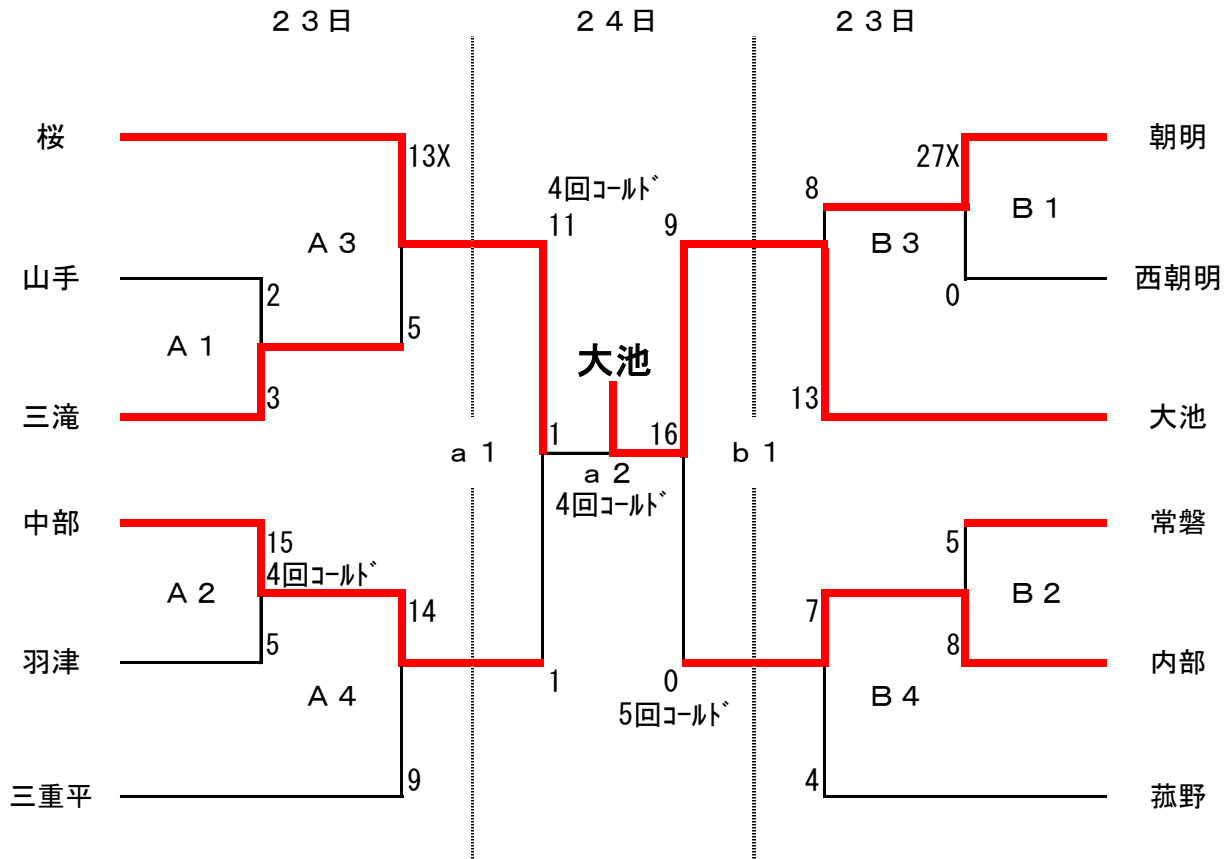 ２３日
２４日
２３日
桜
13X
4回ｺｰﾙﾄﾞ
11
9
8
27X
朝明
Ａ３
Ｂ３
Ｂ１
山手
2
5
0
西朝明
Ａ１
大池
三滝
3
1
16
13
大池
ａ１
ａ２
4回ｺｰﾙﾄﾞ
ｂ１
中部
15
4回ｺｰﾙﾄﾞ
5
常磐
Ａ２
14
7
Ｂ２
羽津
5
1
0
5回ｺｰﾙﾄﾞ
8
内部
Ａ４
Ｂ４
三重平
9
4
菰野